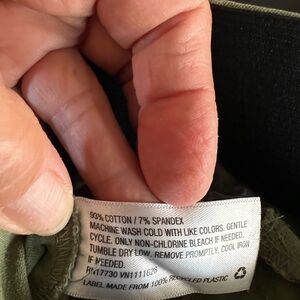 93% COTTON / 7% SPANDEX
MACHINE WASH COLD WITH LIKE COLORS. GENTLE
CYCLE. ONLY NON-CHLORINE BLEACH IF NEEDED.
TUMBLE DRY LOW. REMOVE PROMPTLY. COOL IRON
IF NEEDED.
RN17730 VN1111626
LABEL MADE FROM 100% RECYCLED PLASTIC